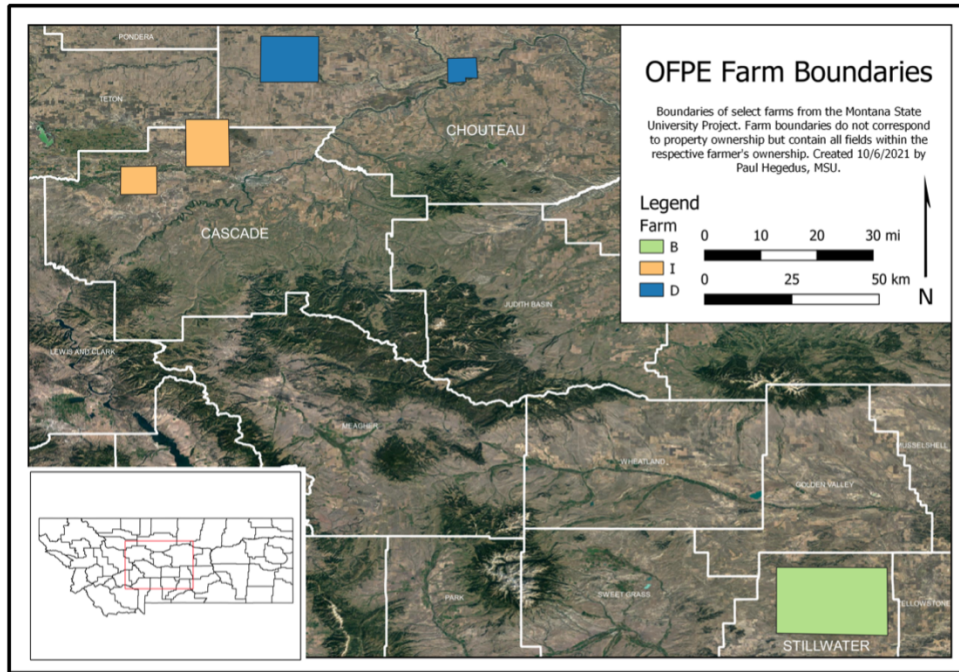 PONDERA
TETON
CHOUTEAU
CASCADE
JUDITH BASIN
LEWIS AND CLARK
MEAGHER
WHEATLAND
MUSSELSHELL
GOLDEN VALLEY
PARK
SWEET GRASS
YELLOWSTONE
STILLWATER
OFPE Farm Boundaries
Boundaries of select farms from the Montana State
University Project. Farm boundaries do not correspond
to property ownership but contain all fields within the
respective farmer's ownership. Created 10/6/2021 by
Paul Hegedus, MSU.
Legend
Farm
B
I
D
0 10 20 30 mi
0 25 50 km
N